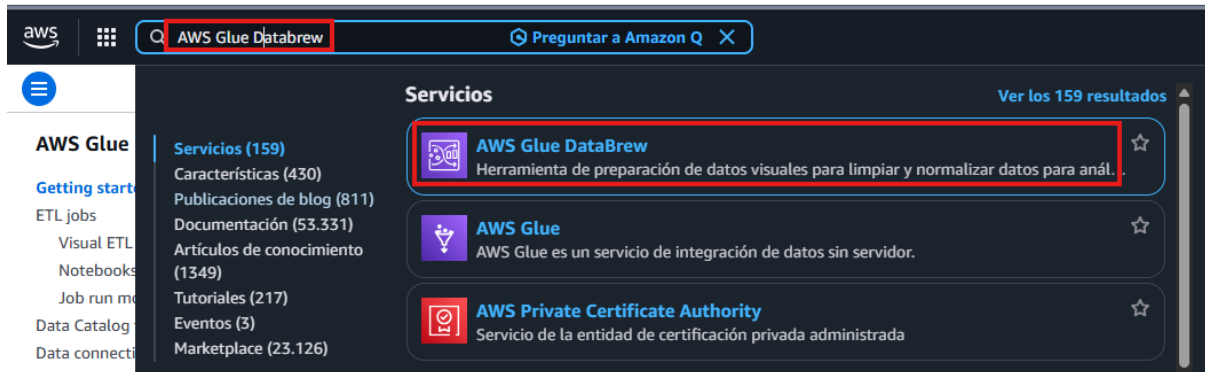 aws
AWS Glue Databrew
Preguntar a Amazon Q
Servicios
Ver los 159 resultados
AWS Glue
Getting starte
ETL jobs
Visual ETL
Notebooks
Job run mo
Data Catalog
Data connecti
Servicios (159)
Características (430)
Publicaciones de blog (811)
Documentación (53.331)
Artículos de conocimiento
(1349)
Tutoriales (217)
Eventos (3)
Marketplace (23.126)
AWS Glue DataBrew
Herramienta de preparación de datos visuales para limpiar y normalizar datos para anál...
AWS Glue
AWS Glue es un servicio de integración de datos sin servidor.
AWS Private Certificate Authority
Servicio de la entidad de certificación privada administrada